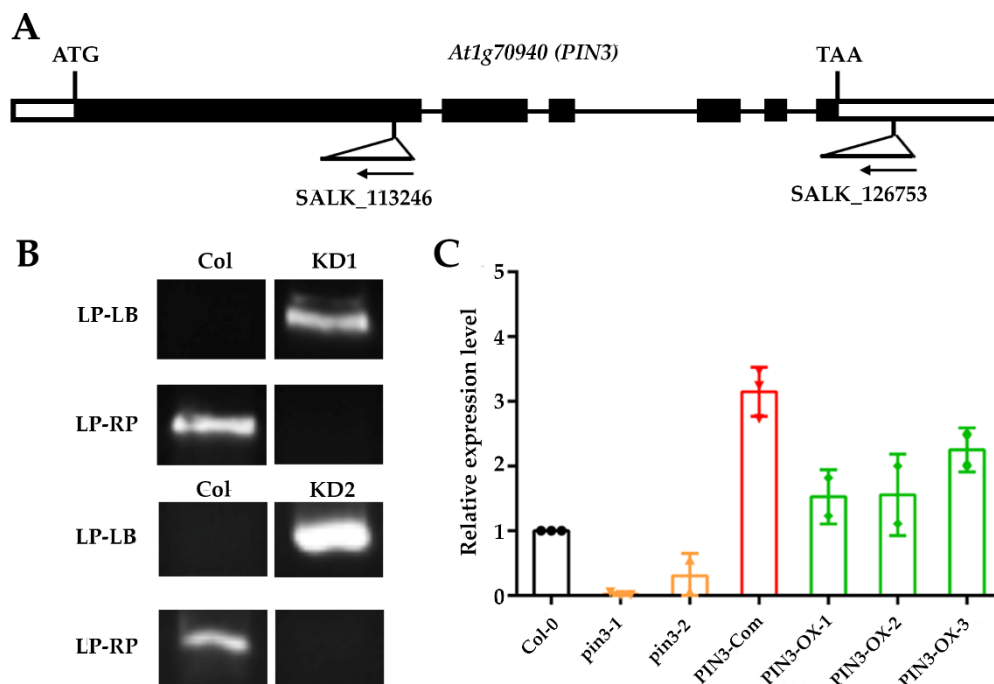 A
ATG
At1g70940 (PIN3)
TAA
SALK_113246
SALK_126753
B
Col
KD1
LP-LB
LP-RP
Col
KD2
LP-LB
LP-RP
C
Relative expression level
5
4
3
2
1
0
Col-0
pin3-1
pin3-2
PIN3-Com
PIN3-OX-1
PIN3-OX-2
PIN3-OX-3